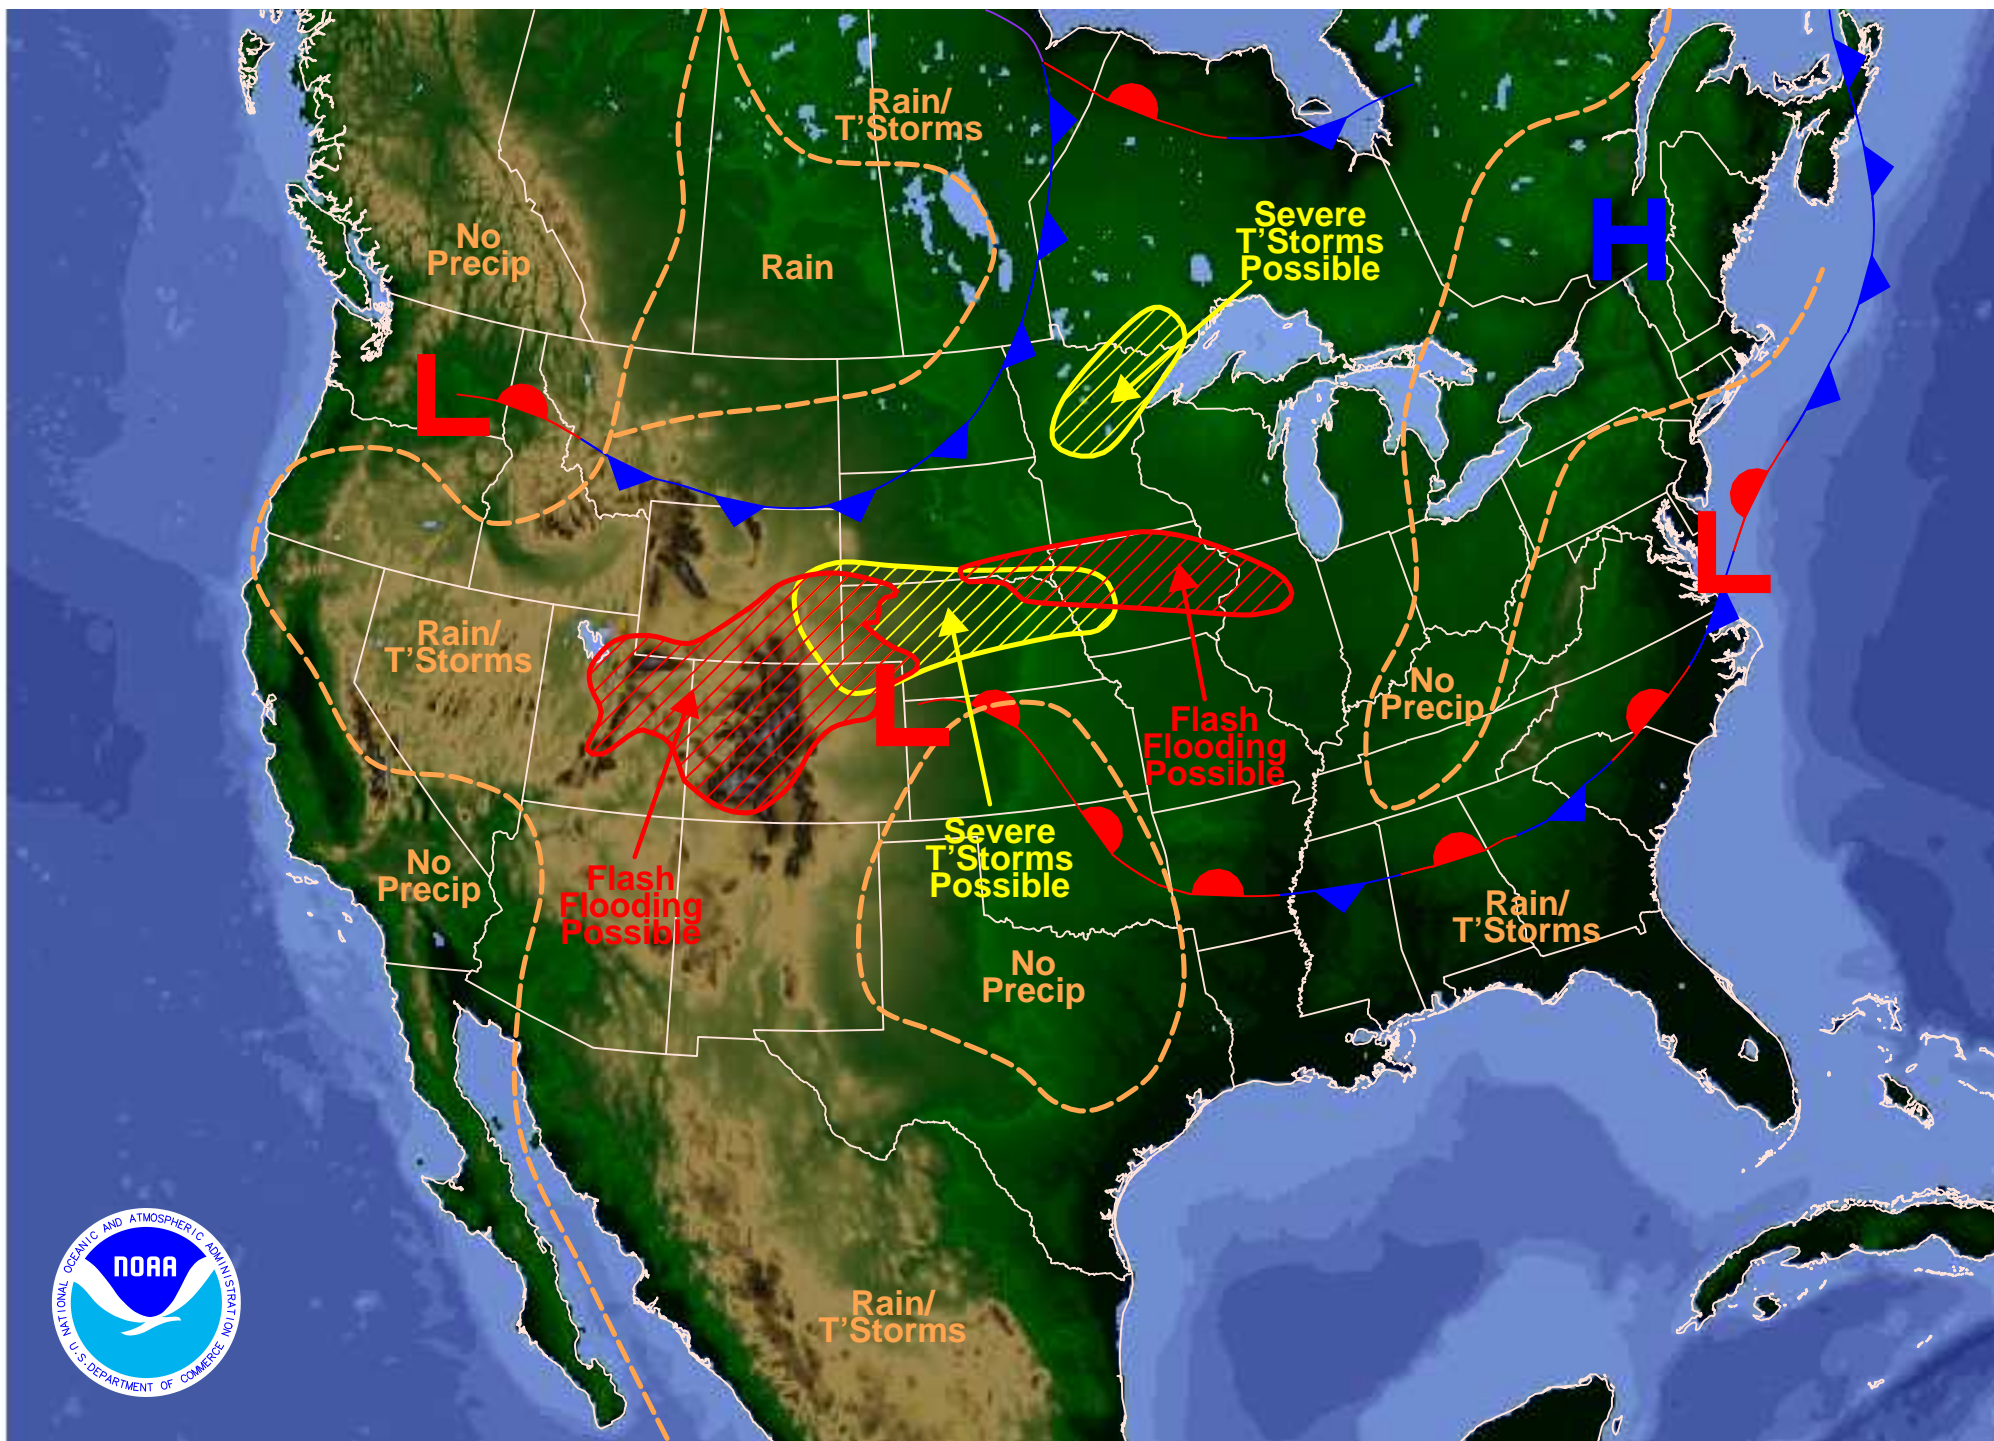 Rain/
T'Storms
No
Precip
Rain
Severe
T'Storms
Possible
H
L
L
Rain/
T'Storms
No
Precip
L
Flash
Flooding
Possible
Severe
T'Storms
Possible
No
Precip
Flash
Flooding
Possible
Rain/
T'Storms
No
Precip
Rain/
T'Storms
NATIONAL OCEANIC AND ATMOSPHERIC ADMINISTRATION
NOAA
U.S. DEPARTMENT OF COMMERCE